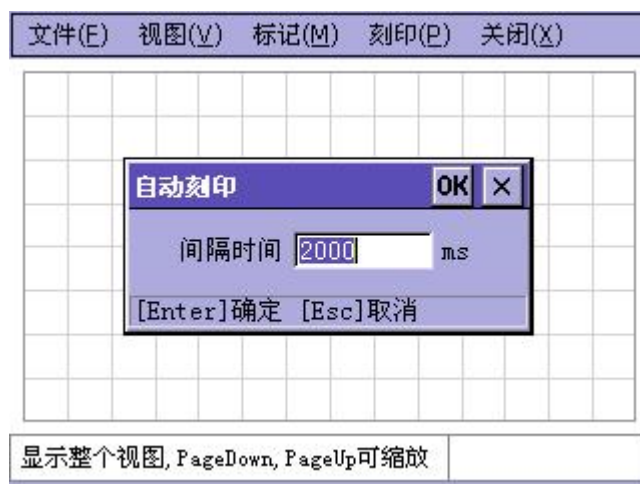 文件(F) 视图(V) 标记(M) 刻印(P) 关闭(X)
自动刻印 OK ×
间隔时间 2000 ms
[Enter]确定 [Esc]取消
显示整个视图, PageDown, PageUp可缩放